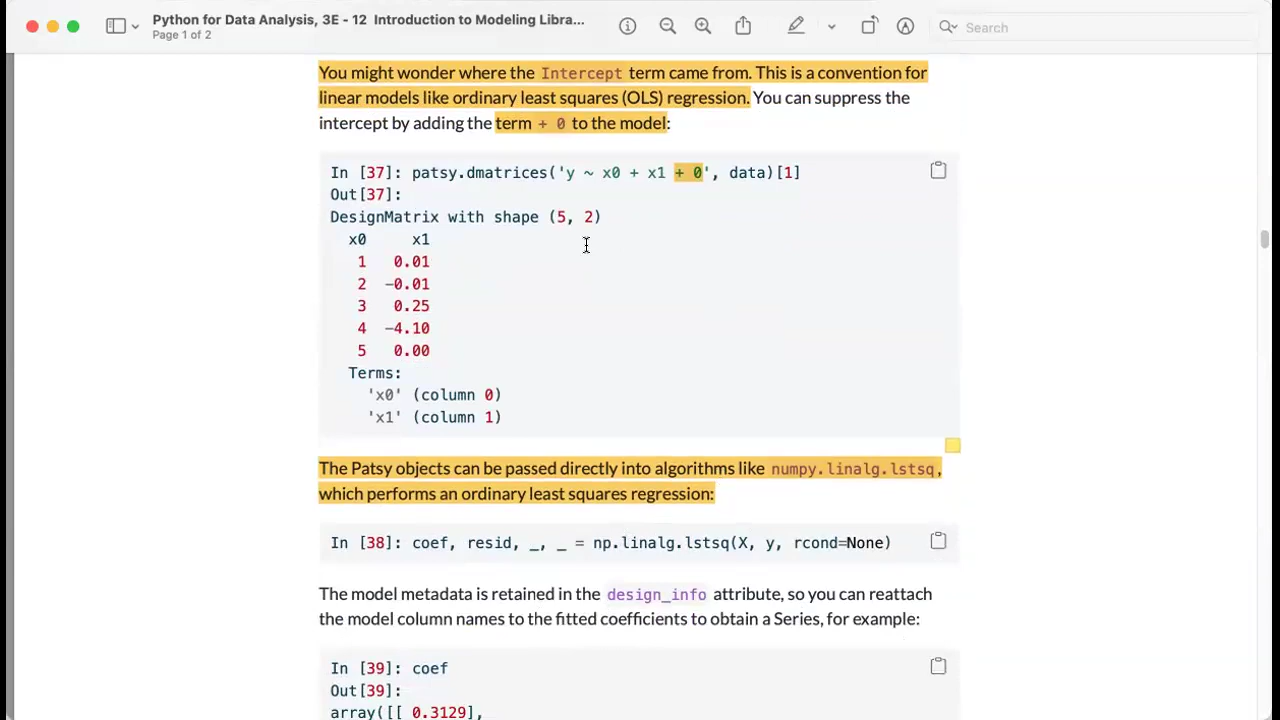 Python for Data Analysis, 3E - 12  Introduction to Modeling Libra...
Page 1 of 2
Search
You might wonder where the Intercept term came from. This is a convention for
linear models like ordinary least squares (OLS) regression. You can suppress the
intercept by adding the term + 0 to the model:
In [37]: patsy.dmatrices('y ~ x0 + x1 + 0', data)[1]
Out[37]:
DesignMatrix with shape (5, 2)
  x0     x1
   1   0.01
   2  -0.01
   3   0.25
   4  -4.10
   5   0.00
  Terms:
    'x0' (column 0)
    'x1' (column 1)
The Patsy objects can be passed directly into algorithms like numpy.linalg.lstsq,
which performs an ordinary least squares regression:
In [38]: coef, resid, _, _ = np.linalg.lstsq(X, y, rcond=None)
The model metadata is retained in the design_info attribute, so you can reattach
the model column names to the fitted coefficients to obtain a Series, for example:
In [39]: coef
Out[39]:
array([[ 0.3129],